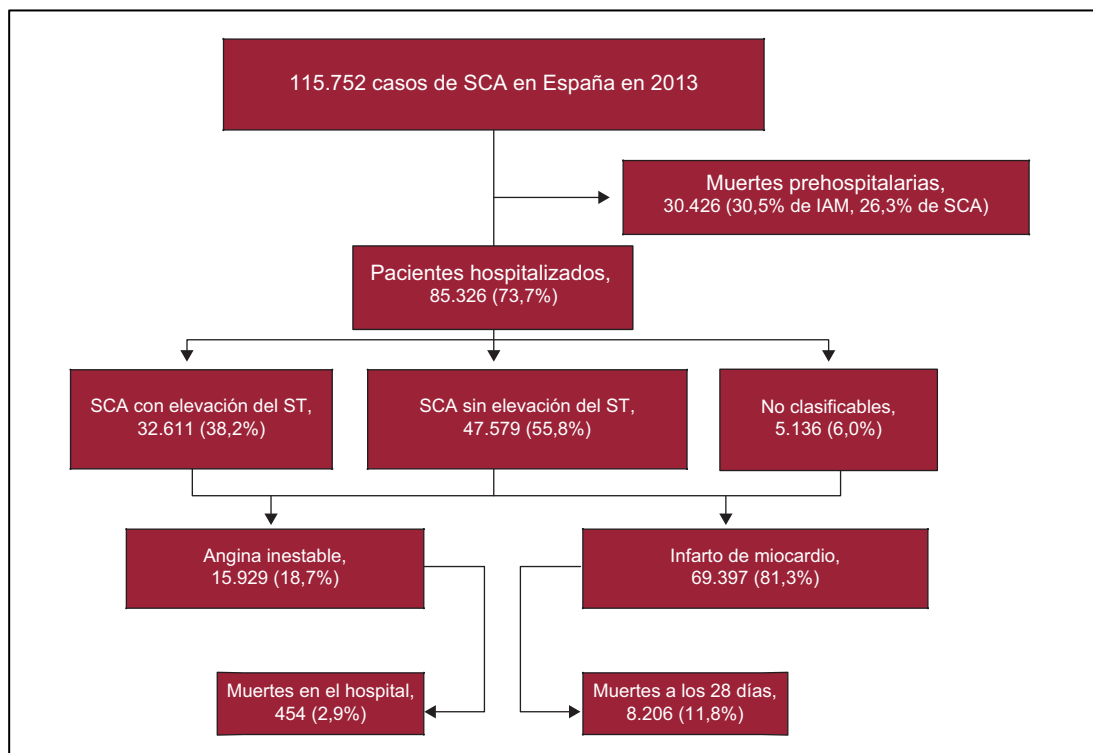 115.752 casos de SCA en España en 2013
Muertes prehospitalarias,
30.426 (30,5% de IAM, 26,3% de SCA)
Pacientes hospitalizados,
85.326 (73,7%)
SCA con elevación del ST,
32.611 (38,2%)
SCA sin elevación del ST,
47.579 (55,8%)
No clasificables,
5.136 (6,0%)
Angina inestable,
15.929 (18,7%)
Infarto de miocardio,
69.397 (81,3%)
Muertes en el hospital,
454 (2,9%)
Muertes a los 28 días,
8.206 (11,8%)